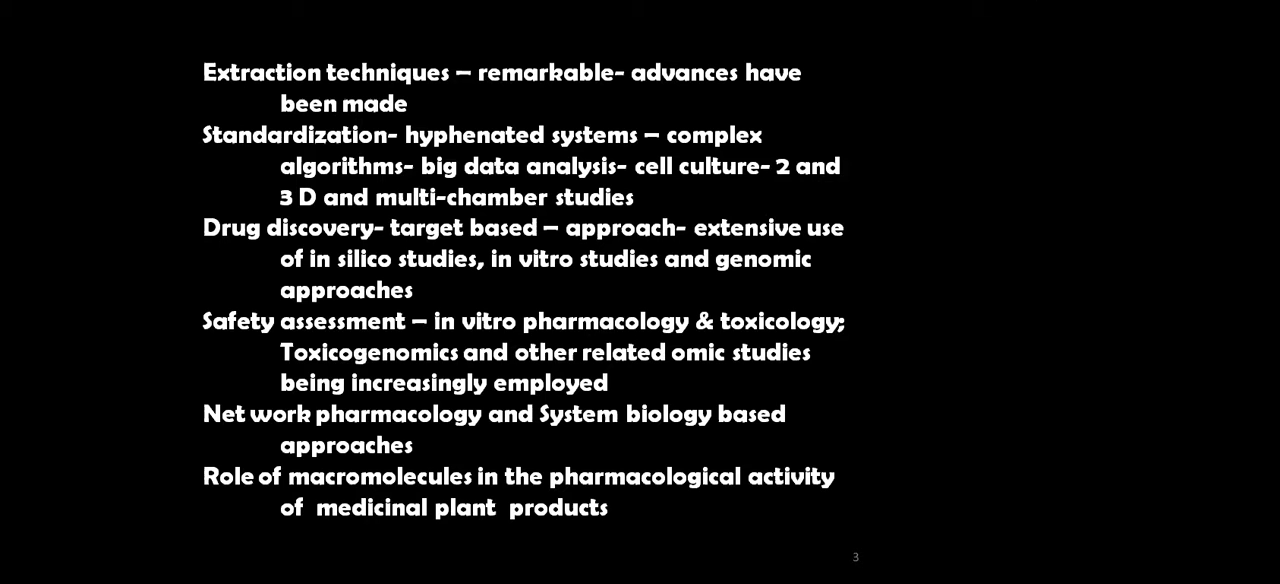 Extraction techniques – remarkable- advances have
been made
Standardization- hyphenated systems – complex
algorithms- big data analysis- cell culture- 2 and
3 D and multi-chamber studies
Drug discovery- target based – approach- extensive use
of in silico studies, in vitro studies and genomic
approaches
Safety assessment – in vitro pharmacology & toxicology;
Toxicogenomics and other related omic studies
being increasingly employed
Net work pharmacology and System biology based
approaches
Role of macromolecules in the pharmacological activity
of medicinal plant products
3